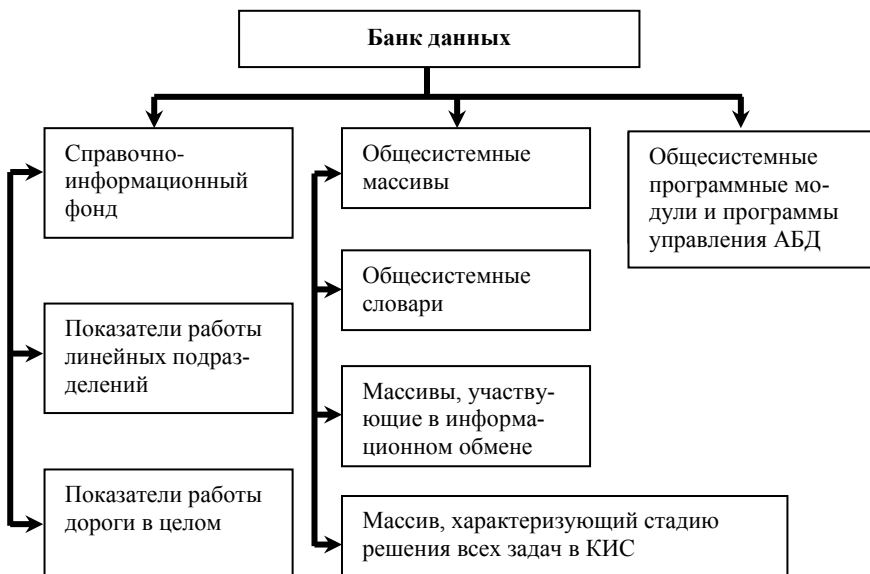 Банк данных
Справочно-
информационный
фонд
Общесистемные
массивы
Общесистемные
программные мо-
дули и программы
управления АБД
Общесистемные
словари
Показатели работы
линейных подраз-
делений
Массивы, участву-
ющие в информа-
ционном обмене
Показатели работы
дороги в целом
Массив, характеризующий стадию
решения всех задач в КИС